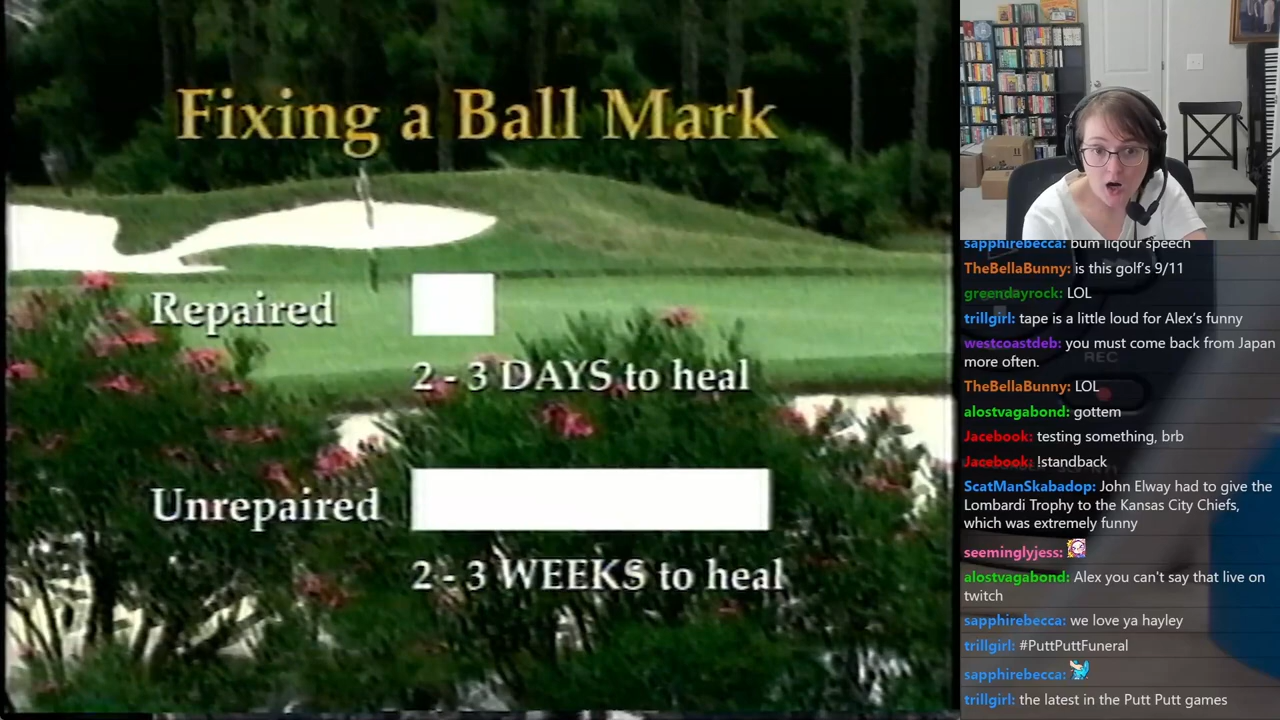 Fixing a Ball Mark
Repaired
2 - 3 DAYS to heal
Unrepaired
2 - 3 WEEKS to heal
sapphirebecca: bum liqour speech
TheBellaBunny: is this golf's 9/11
greendayrock: LOL
trillgirl: tape is a little loud for Alex's funny
westcoastdeb: you must come back from Japan
more often.
REC
TheBellaBunny: LOL
alostvagabond: gottem
Jacebook: testing something, brb
Jacebook: !standback
ScatManSkabadop: John Elway had to give the
Lombardi Trophy to the Kansas City Chiefs,
which was extremely funny
seeminglyjess:
alostvagabond: Alex you can't say that live on
twitch
sapphirebecca: we love ya hayley
trillgirl: #PuttPuttFuneral
sapphirebecca:
trillgirl: the latest in the Putt Putt games